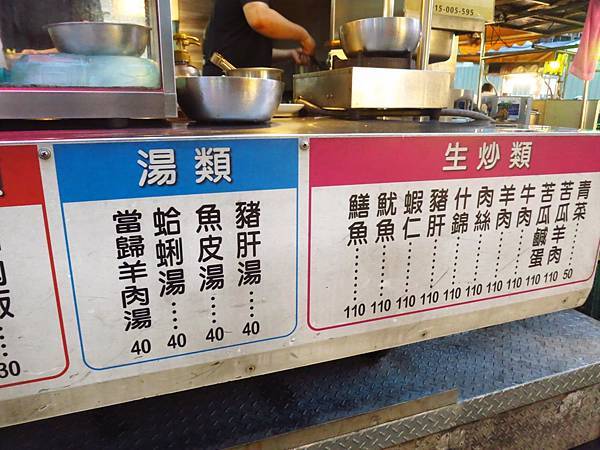 15-005-595
生炒類
青菜......50
苦瓜羊肉 110
苦瓜鹹蛋 110
牛肉......110
羊肉......110
肉絲......110
什錦......110
豬肝......110
蝦仁......110
魷魚......110
鱔魚......110
湯類
豬肝湯....40
魚皮湯....40
蛤蜊湯....40
當歸羊肉湯 40
30